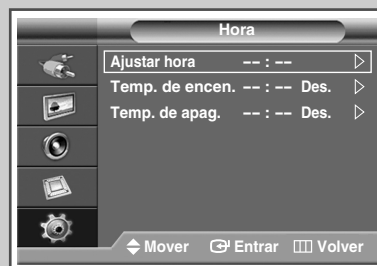 Hora
Ajustar hora -- : --
Temp. de encen. -- : -- Des.
Temp. de apag. -- : -- Des.
Mover Entrar Volver